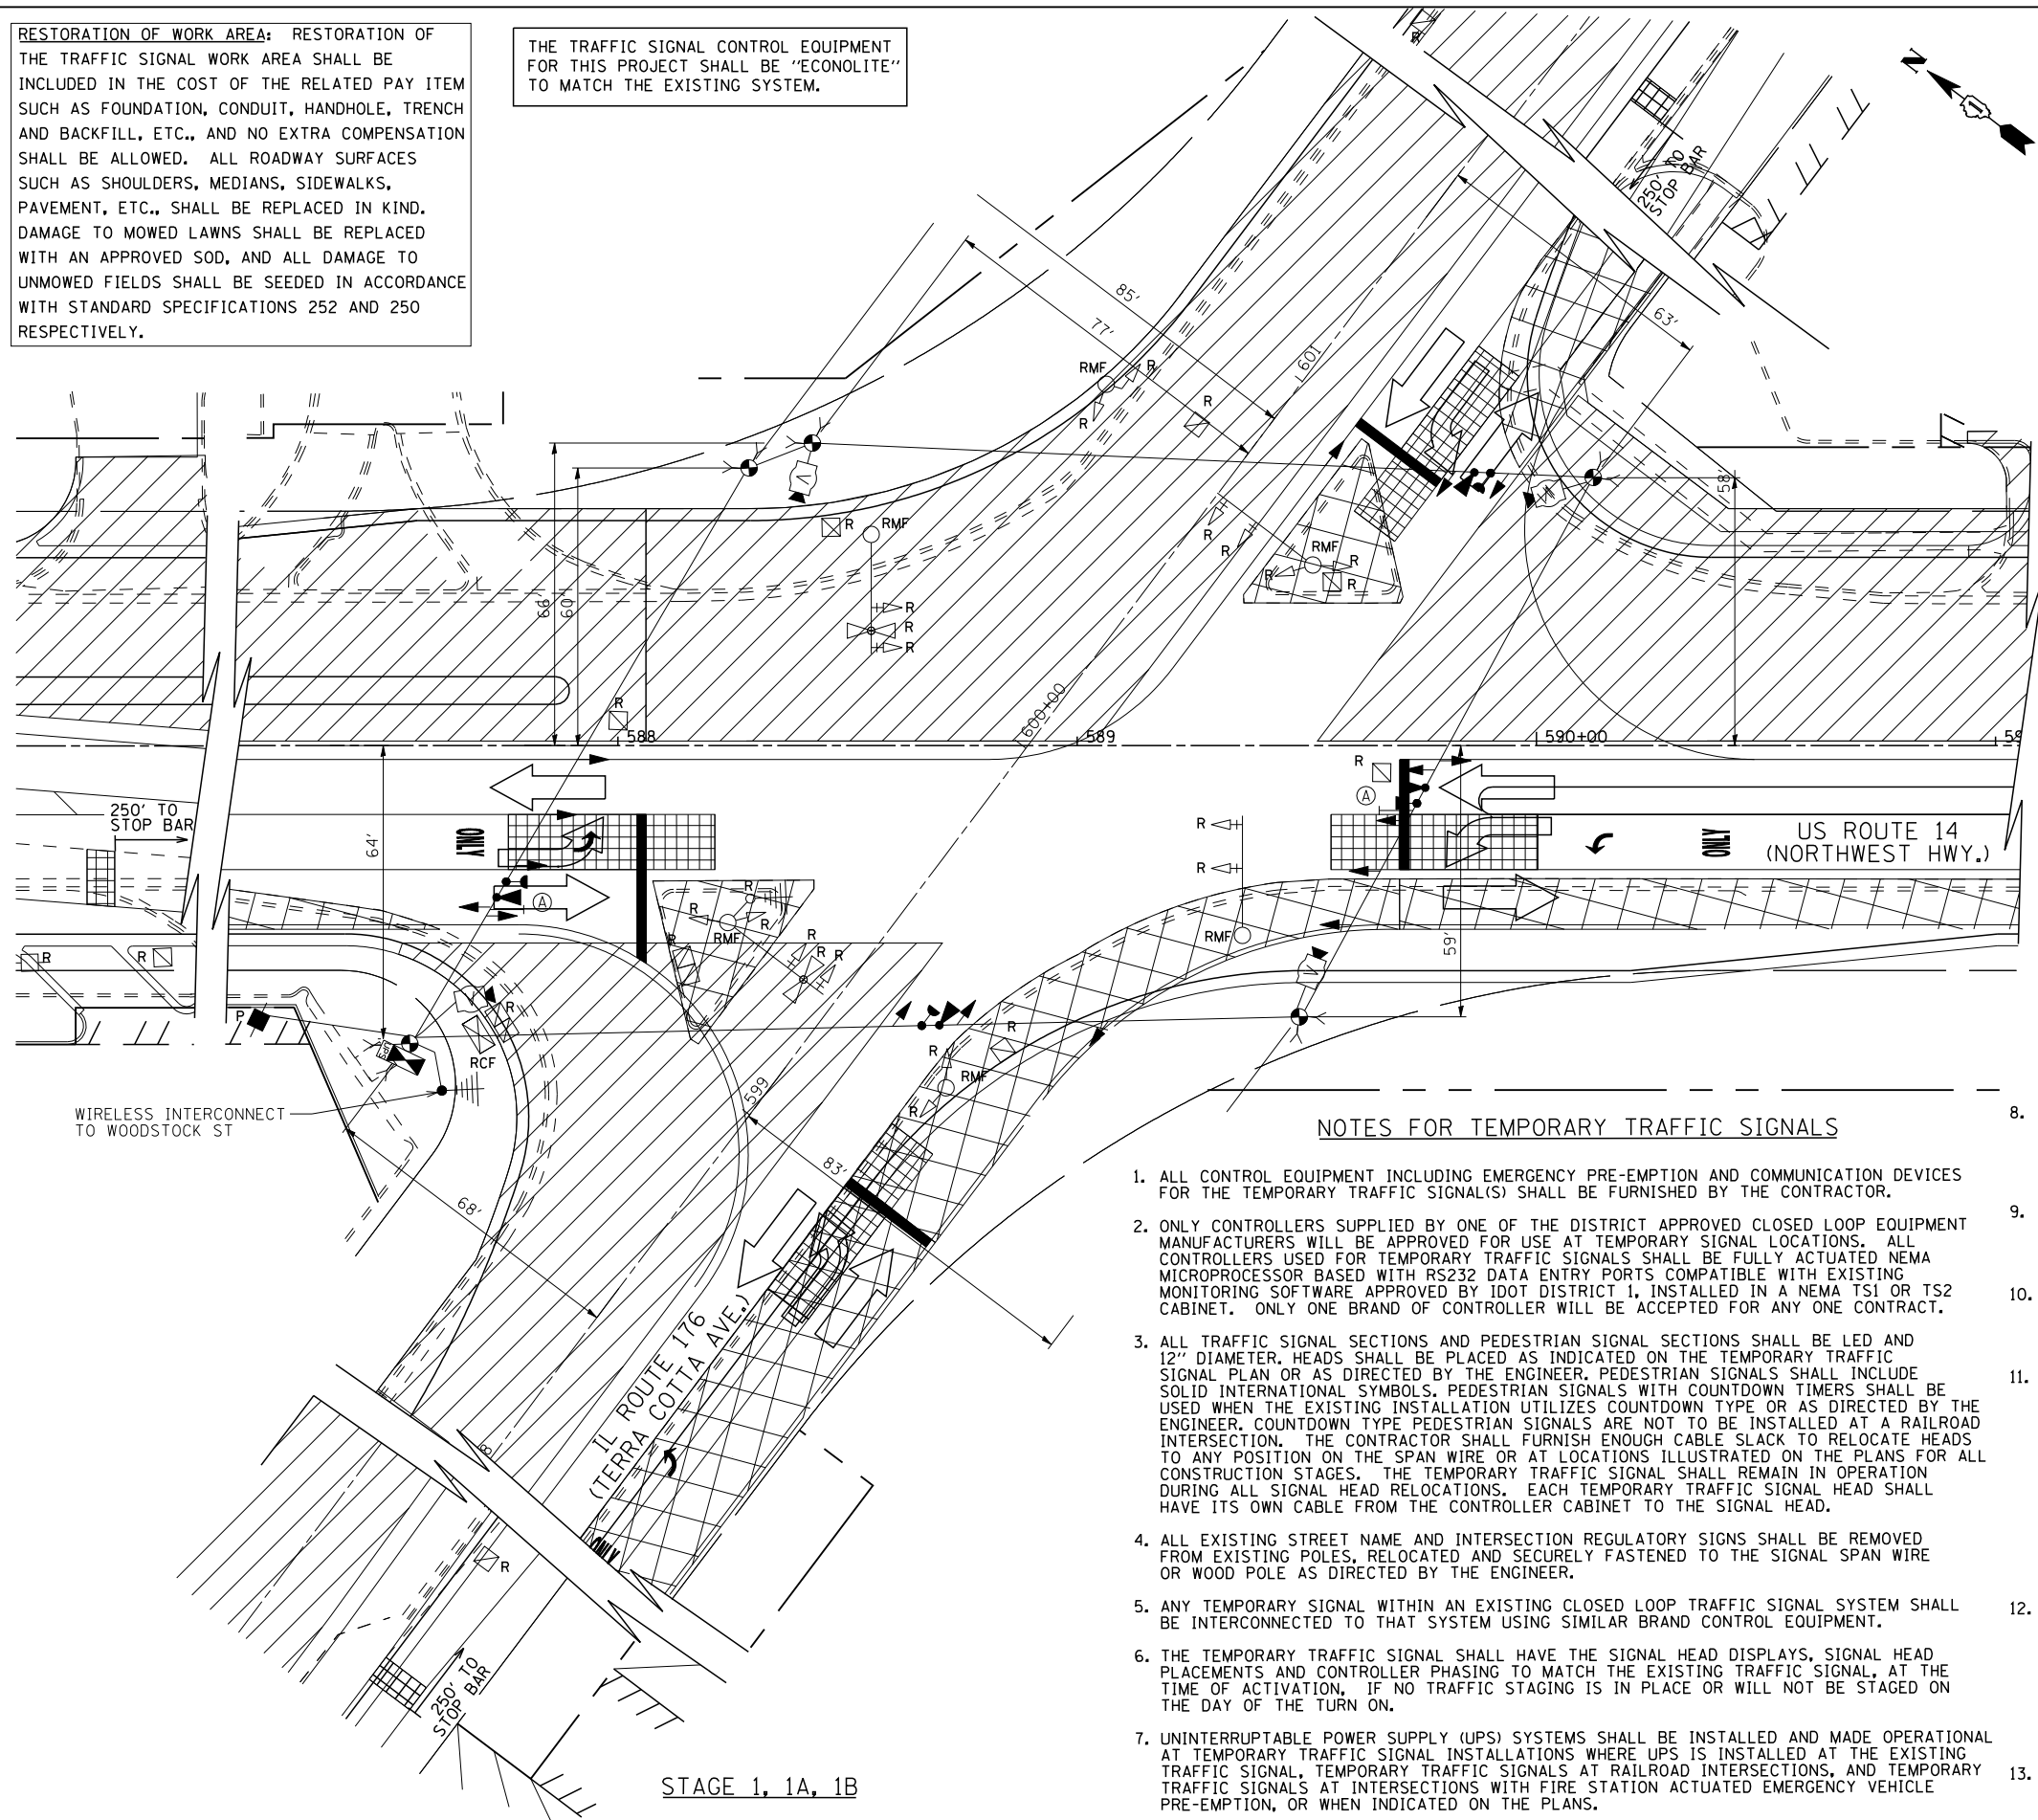 RESTORATION OF WORK AREA: RESTORATION OF
THE TRAFFIC SIGNAL WORK AREA SHALL BE
INCLUDED IN THE COST OF THE RELATED PAY ITEM
SUCH AS FOUNDATION, CONDUIT, HANDHOLE, TRENCH
AND BACKFILL, ETC., AND NO EXTRA COMPENSATION
SHALL BE ALLOWED. ALL ROADWAY SURFACES
SUCH AS SHOULDERS, MEDIANS, SIDEWALKS,
PAVEMENT, ETC., SHALL BE REPLACED IN KIND.
DAMAGE TO MOWED LAWNS SHALL BE REPLACED
WITH AN APPROVED SOD, AND ALL DAMAGE TO
UNMOWED FIELDS SHALL BE SEEDED IN ACCORDANCE
WITH STANDARD SPECIFICATIONS 252 AND 250
RESPECTIVELY.
THE TRAFFIC SIGNAL CONTROL EQUIPMENT
FOR THIS PROJECT SHALL BE "ECONOLITE"
TO MATCH THE EXISTING SYSTEM.
N
R
250' TO
STOP BAR
85'
77'
63'
601
RMF
R
R
R
58'
R
RMF
R
R
RMF
R
R
R
66'
60'
R
R
R
R
600+00
588
589
590+00
59
R
A
250' TO
STOP BAR
64'
ONLY
R
R
ONLY
US ROUTE 14
(NORTHWEST HWY.)
A
R
R
RMF
R
R
R
R
RMF
59'
R
R
P
R
RCF
UPS
R
R
RMF
R
599
WIRELESS INTERCONNECT
TO WOODSTOCK ST
68'
83'
IL ROUTE 176
(TERRA COTTA AVE.)
ONLY
R
250' TO
STOP BAR
STAGE 1, 1A, 1B
NOTES FOR TEMPORARY TRAFFIC SIGNALS
1. ALL CONTROL EQUIPMENT INCLUDING EMERGENCY PRE-EMPTION AND COMMUNICATION DEVICES
FOR THE TEMPORARY TRAFFIC SIGNAL(S) SHALL BE FURNISHED BY THE CONTRACTOR.
2. ONLY CONTROLLERS SUPPLIED BY ONE OF THE DISTRICT APPROVED CLOSED LOOP EQUIPMENT
MANUFACTURERS WILL BE APPROVED FOR USE AT TEMPORARY SIGNAL LOCATIONS. ALL
CONTROLLERS USED FOR TEMPORARY TRAFFIC SIGNALS SHALL BE FULLY ACTUATED NEMA
MICROPROCESSOR BASED WITH RS232 DATA ENTRY PORTS COMPATIBLE WITH EXISTING
MONITORING SOFTWARE APPROVED BY IDOT DISTRICT 1, INSTALLED IN A NEMA TS1 OR TS2
CABINET. ONLY ONE BRAND OF CONTROLLER WILL BE ACCEPTED FOR ANY ONE CONTRACT.
3. ALL TRAFFIC SIGNAL SECTIONS AND PEDESTRIAN SIGNAL SECTIONS SHALL BE LED AND
12" DIAMETER. HEADS SHALL BE PLACED AS INDICATED ON THE TEMPORARY TRAFFIC
SIGNAL PLAN OR AS DIRECTED BY THE ENGINEER. PEDESTRIAN SIGNALS SHALL INCLUDE
SOLID INTERNATIONAL SYMBOLS. PEDESTRIAN SIGNALS WITH COUNTDOWN TIMERS SHALL BE
USED WHEN THE EXISTING INSTALLATION UTILIZES COUNTDOWN TYPE OR AS DIRECTED BY THE
ENGINEER. COUNTDOWN TYPE PEDESTRIAN SIGNALS ARE NOT TO BE INSTALLED AT A RAILROAD
INTERSECTION. THE CONTRACTOR SHALL FURNISH ENOUGH CABLE SLACK TO RELOCATE HEADS
TO ANY POSITION ON THE SPAN WIRE OR AT LOCATIONS ILLUSTRATED ON THE PLANS FOR ALL
CONSTRUCTION STAGES. THE TEMPORARY TRAFFIC SIGNAL SHALL REMAIN IN OPERATION
DURING ALL SIGNAL HEAD RELOCATIONS. EACH TEMPORARY TRAFFIC SIGNAL HEAD SHALL
HAVE ITS OWN CABLE FROM THE CONTROLLER CABINET TO THE SIGNAL HEAD.
4. ALL EXISTING STREET NAME AND INTERSECTION REGULATORY SIGNS SHALL BE REMOVED
FROM EXISTING POLES, RELOCATED AND SECURELY FASTENED TO THE SIGNAL SPAN WIRE
OR WOOD POLE AS DIRECTED BY THE ENGINEER.
5. ANY TEMPORARY SIGNAL WITHIN AN EXISTING CLOSED LOOP TRAFFIC SIGNAL SYSTEM SHALL
BE INTERCONNECTED TO THAT SYSTEM USING SIMILAR BRAND CONTROL EQUIPMENT.
6. THE TEMPORARY TRAFFIC SIGNAL SHALL HAVE THE SIGNAL HEAD DISPLAYS, SIGNAL HEAD
PLACEMENTS AND CONTROLLER PHASING TO MATCH THE EXISTING TRAFFIC SIGNAL, AT THE
TIME OF ACTIVATION, IF NO TRAFFIC STAGING IS IN PLACE OR WILL NOT BE STAGED ON
THE DAY OF THE TURN ON.
7. UNINTERRUPTABLE POWER SUPPLY (UPS) SYSTEMS SHALL BE INSTALLED AND MADE OPERATIONAL
AT TEMPORARY TRAFFIC SIGNAL INSTALLATIONS WHERE UPS IS INSTALLED AT THE EXISTING
TRAFFIC SIGNAL, TEMPORARY TRAFFIC SIGNALS AT RAILROAD INTERSECTIONS, AND TEMPORARY
TRAFFIC SIGNALS AT INTERSECTIONS WITH FIRE STATION ACTUATED EMERGENCY VEHICLE
PRE-EMPTION, OR WHEN INDICATED ON THE PLANS.
8.
9.
10.
11.
12.
13.